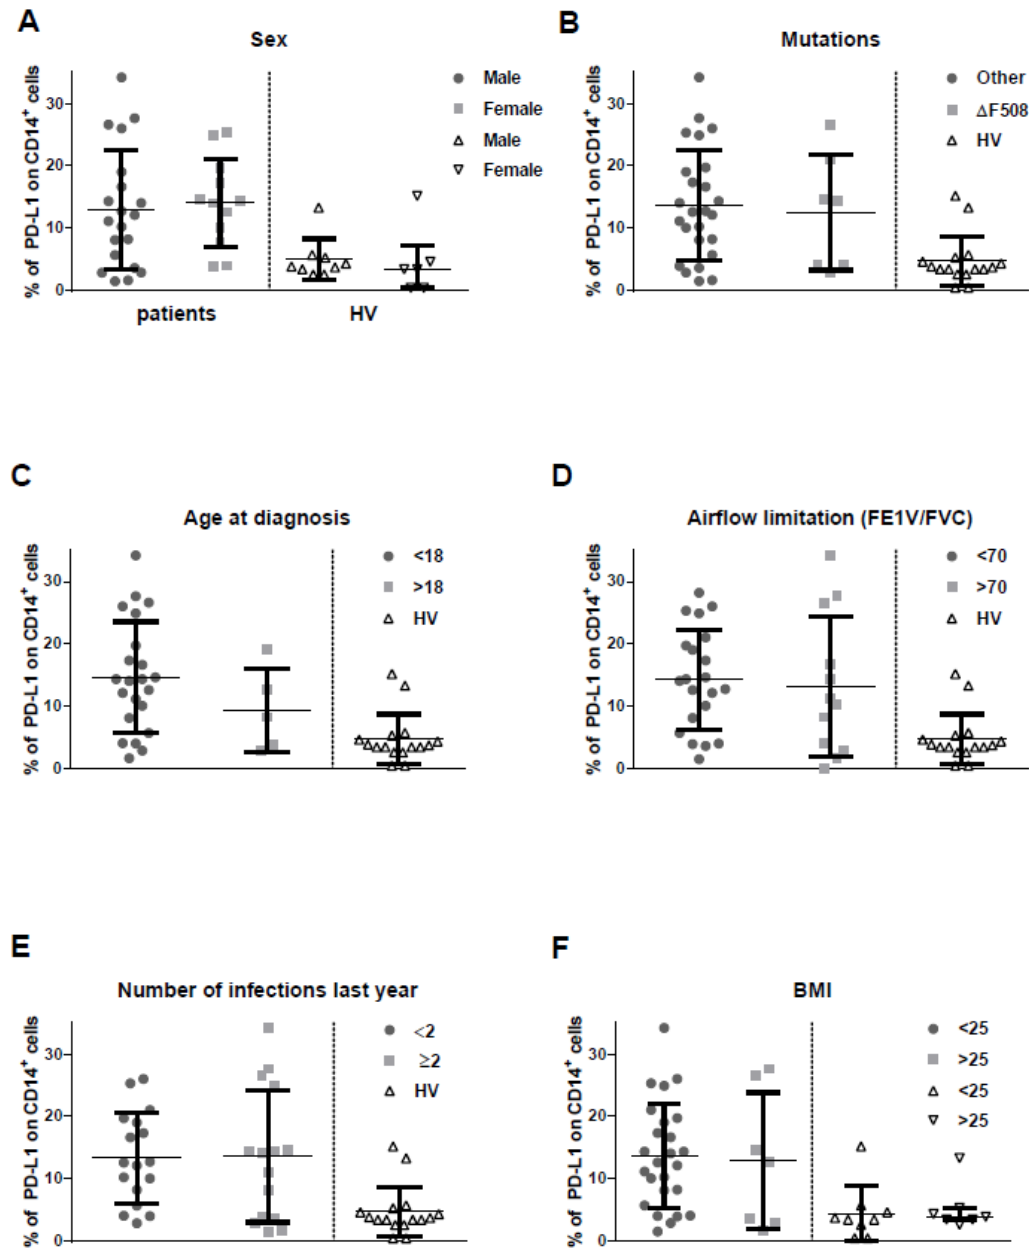 A
Sex
% of PD-L1 on CD14+ cells
30
20
10
0
Male
Female
Male
Female
patients
HV
B
Mutations
% of PD-L1 on CD14+ cells
30
20
10
0
Other
ΔF508
HV
C
Age at diagnosis
% of PD-L1 on CD14+ cells
30
20
10
0
<18
>18
HV
D
Airflow limitation (FE1V/FVC)
% of PD-L1 on CD14+ cells
30
20
10
0
<70
>70
HV
E
Number of infections last year
% of PD-L1 on CD14+ cells
30
20
10
0
<2
≥2
HV
F
BMI
% of PD-L1 on CD14+ cells
30
20
10
0
<25
>25
<25
>25